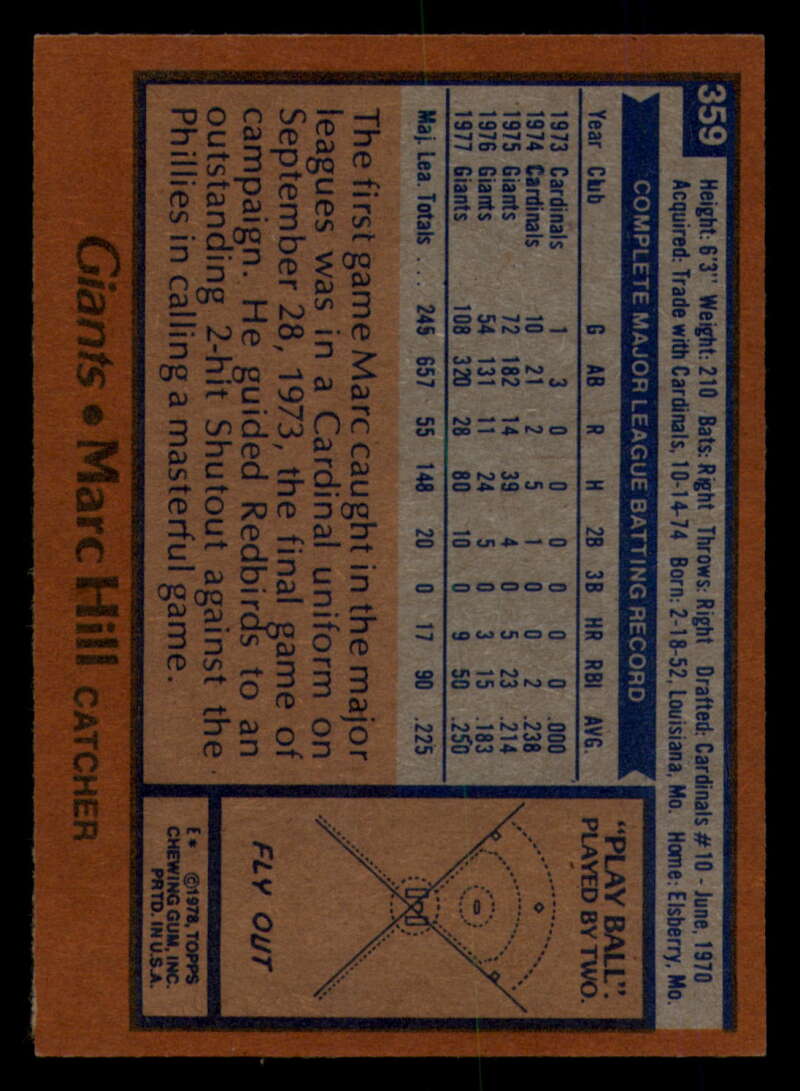 359
Height: 6'3" Weight: 210 Bats: Right Throws: Right Drafted: Cardinals #10 - June, 1970
Acquired: Trade with Cardinals, 10-14-74 Born: 2-18-52, Louisiana, Mo. Home: Elsberry, Mo.
COMPLETE MAJOR LEAGUE BATTING RECORD
Year Club G AB R H 2B 3B HR RBI AVG.
1973 Cardinals 1 3 0 0 0 0 0 0 .000
1974 Cardinals 10 21 2 5 1 0 0 2 .238
1975 Giants 72 182 14 39 4 0 5 23 .214
1976 Giants 54 131 11 24 5 0 3 15 .183
1977 Giants 108 320 28 80 10 0 9 50 .250
Maj. Lea. Totals .... 245 657 55 148 20 0 17 90 .225
The first game Marc caught in the major
leagues was in a Cardinal uniform on
September 28, 1973, the final game of
campaign. He guided Redbirds to an
outstanding 2-hit Shutout against the
Phillies in calling a masterful game.
"PLAY BALL":
PLAYED BY TWO.
FLY OUT
E* ©1978, TOPPS
CHEWING GUM, INC.
PRTD. IN U.S.A.
Giants • Marc Hill CATCHER